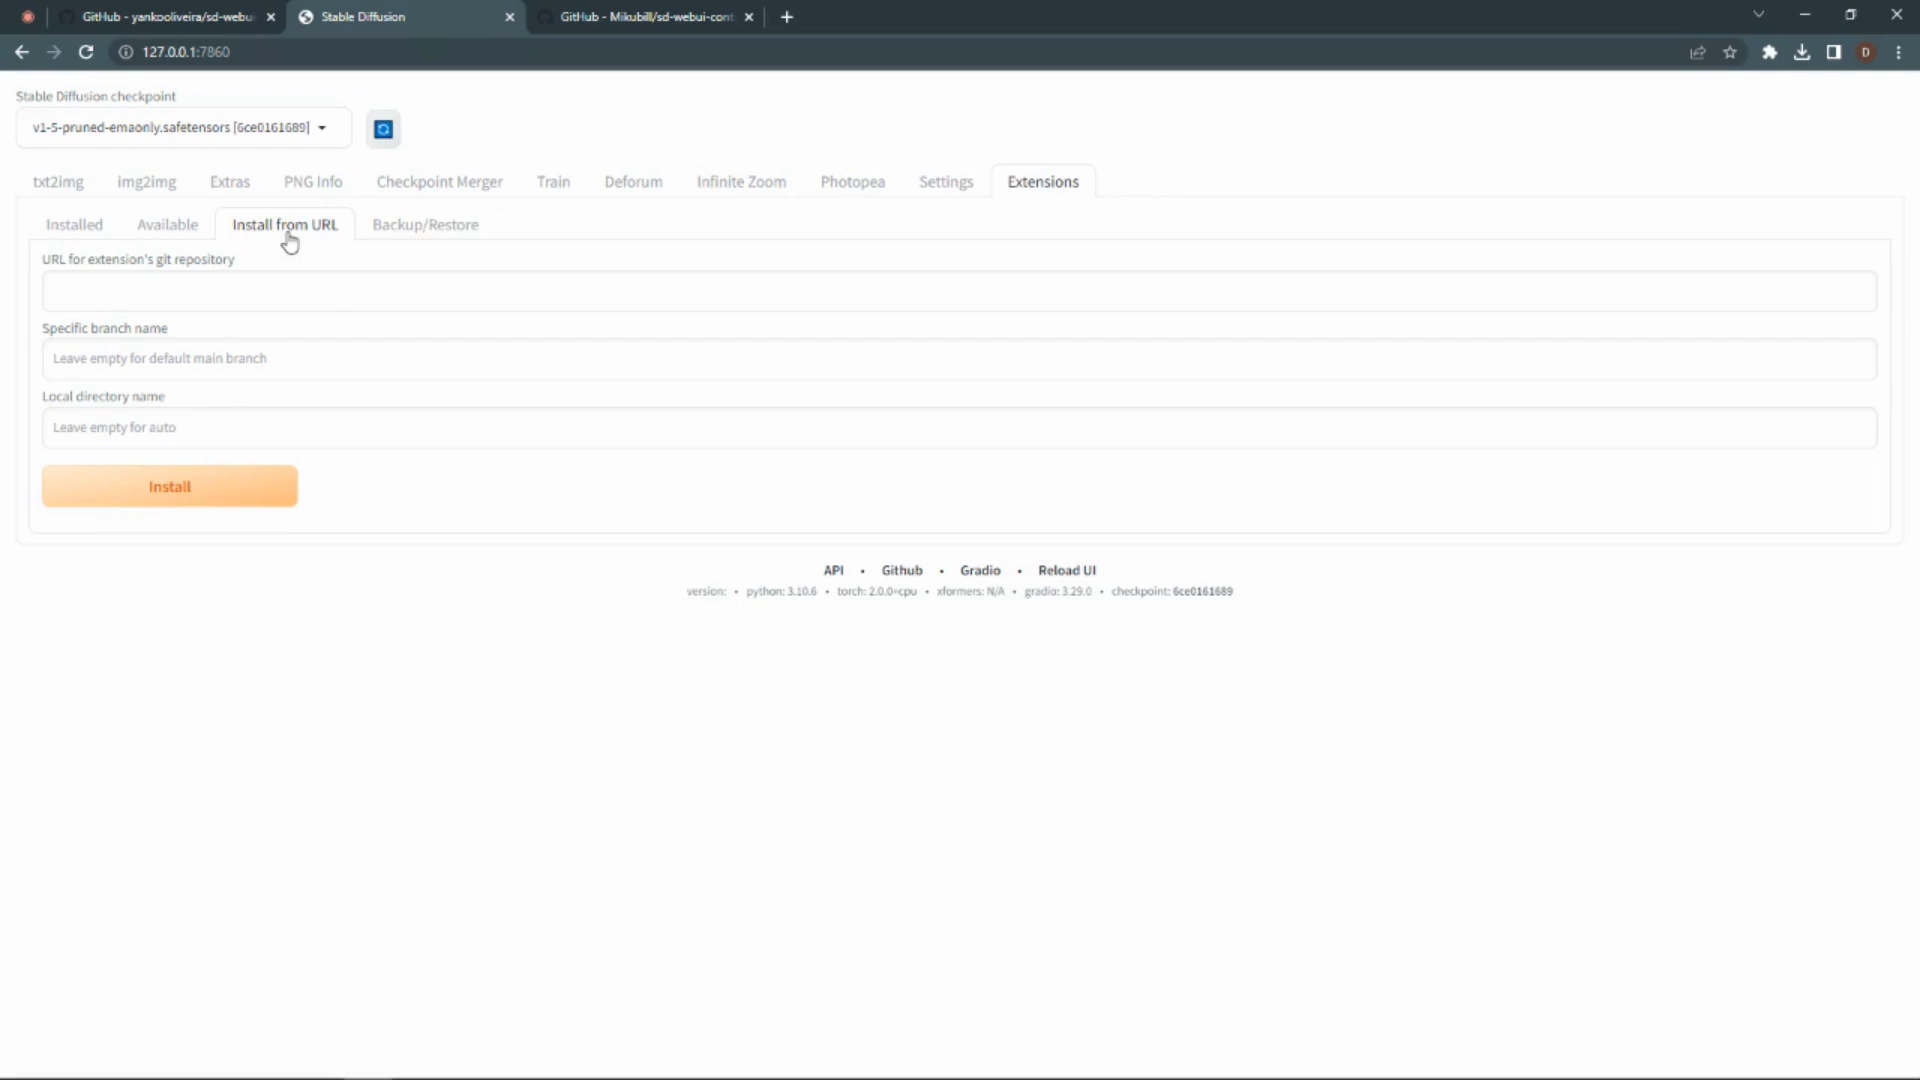 GitHub - yankooliveira/sd-webu
Stable Diffusion
GitHub - Mikubill/sd-webui-cont
127.0.0.1:7860
D
Stable Diffusion checkpoint
v1-5-pruned-emaonly.safetensors [6ce0161689]
txt2img img2img Extras PNG Info Checkpoint Merger Train Deforum Infinite Zoom Photopea Settings Extensions
Installed Available Install from URL Backup/Restore
URL for extension's git repository
Specific branch name
Leave empty for default main branch
Local directory name
Leave empty for auto
Install
API • Github • Gradio • Reload UI
version: • python: 3.10.6 • torch: 2.0.0+cpu • xformers: N/A • gradio: 3.29.0 • checkpoint: 6ce0161689